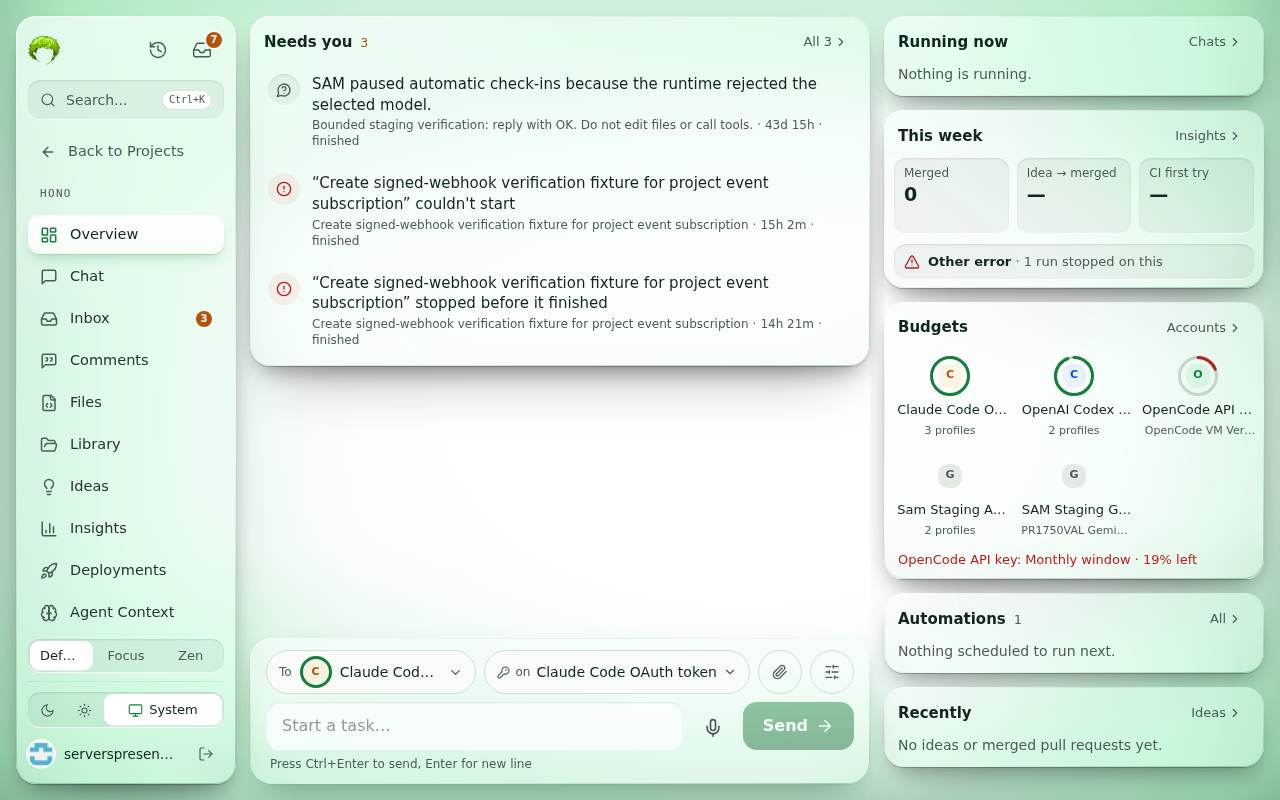 7
Search...
Ctrl+K
Back to Projects
HONO
Overview
Chat
Inbox
3
Comments
Files
Library
Ideas
Insights
Deployments
Agent Context
Def…
Focus
Zen
System
serverspresen…
Needs you 3
All 3
SAM paused automatic check-ins because the runtime rejected the
selected model.
Bounded staging verification: reply with OK. Do not edit files or call tools. · 43d 15h ·
finished
“Create signed-webhook verification fixture for project event
subscription” couldn't start
Create signed-webhook verification fixture for project event subscription · 15h 2m ·
finished
“Create signed-webhook verification fixture for project event
subscription” stopped before it finished
Create signed-webhook verification fixture for project event subscription · 14h 21m ·
finished
To
C
Claude Cod…
on Claude Code OAuth token
Start a task...
Send
Press Ctrl+Enter to send, Enter for new line
Running now
Chats
Nothing is running.
This week
Insights
Merged
0
Idea → merged
—
CI first try
—
Other error · 1 run stopped on this
Budgets
Accounts
C
Claude Code O…
3 profiles
C
OpenAI Codex …
2 profiles
O
OpenCode API …
OpenCode VM Ver…
G
Sam Staging A…
2 profiles
G
SAM Staging G…
PR1750VAL Gemi…
OpenCode API key: Monthly window · 19% left
Automations 1
All
Nothing scheduled to run next.
Recently
Ideas
No ideas or merged pull requests yet.